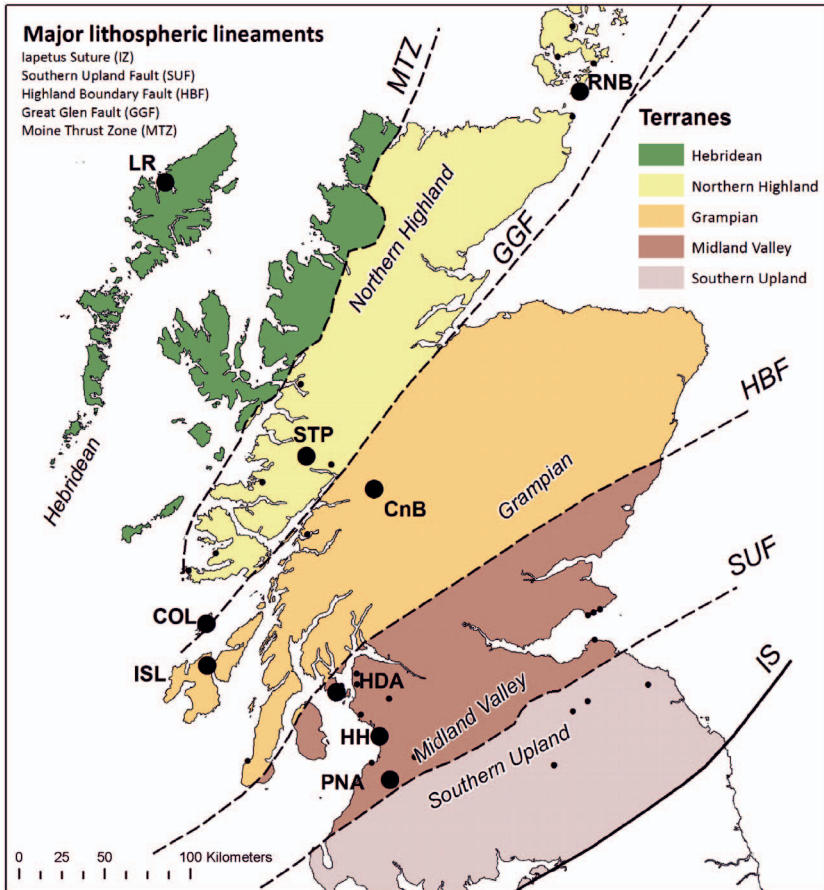 Major lithospheric lineaments
Iapetus Suture (IZ)
Southern Upland Fault (SUF)
Highland Boundary Fault (HBF)
Great Glen Fault (GGF)
Moine Thrust Zone (MTZ)
MTZ
RNB
Terranes
Hebridean
Northern Highland
Grampian
Midland Valley
Southern Upland
LR
Northern Highland
GGF
HBF
STP
Hebridean
CnB
Grampian
SUF
COL
ISL
HDA
IS
HH
Midland Valley
PNA
Southern Upland
0 25 50 100 Kilometers